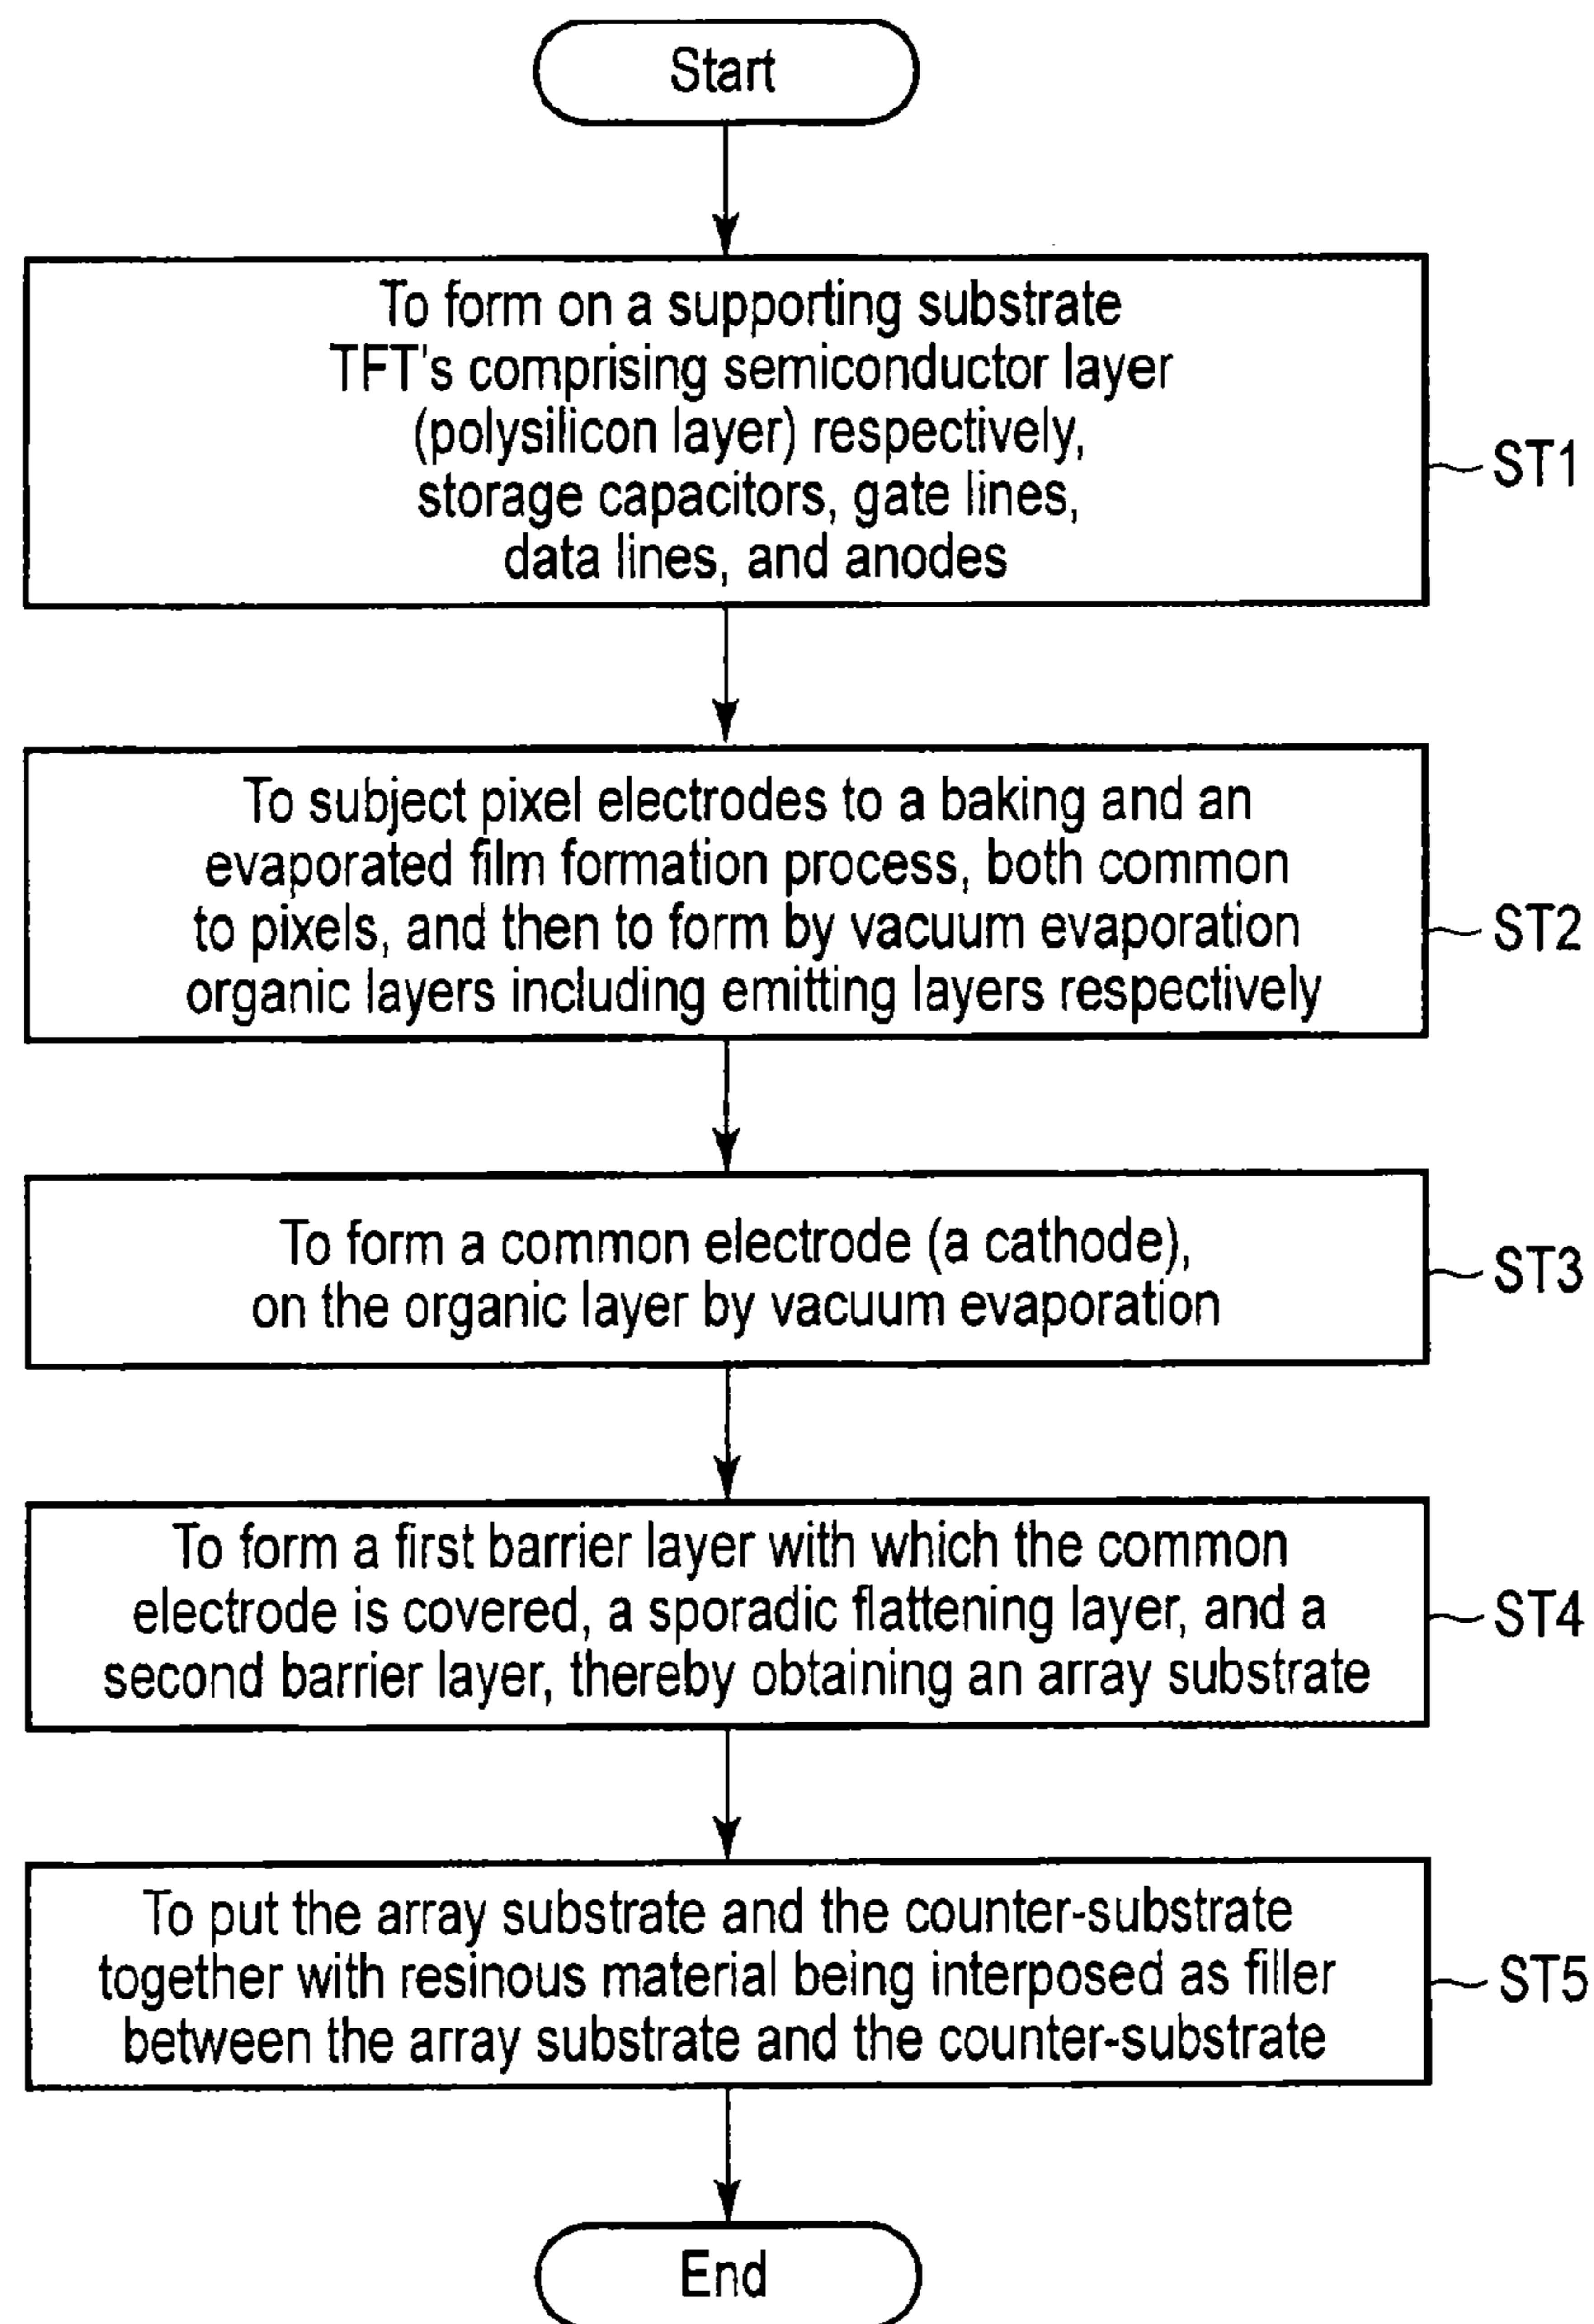 Start
To form on a supporting substrate
TFT's comprising semiconductor layer
(polysilicon layer) respectively,
storage capacitors, gate lines,
data lines, and anodes
ST1
To subject pixel electrodes to a baking and an
evaporated film formation process, both common
to pixels, and then to form by vacuum evaporation
organic layers including emitting layers respectively
ST2
To form a common electrode (a cathode),
on the organic layer by vacuum evaporation
ST3
To form a first barrier layer with which the common
electrode is covered, a sporadic flattening layer, and a
second barrier layer, thereby obtaining an array substrate
ST4
To put the array substrate and the counter-substrate
together with resinous material being interposed as filler
between the array substrate and the counter-substrate
ST5
End